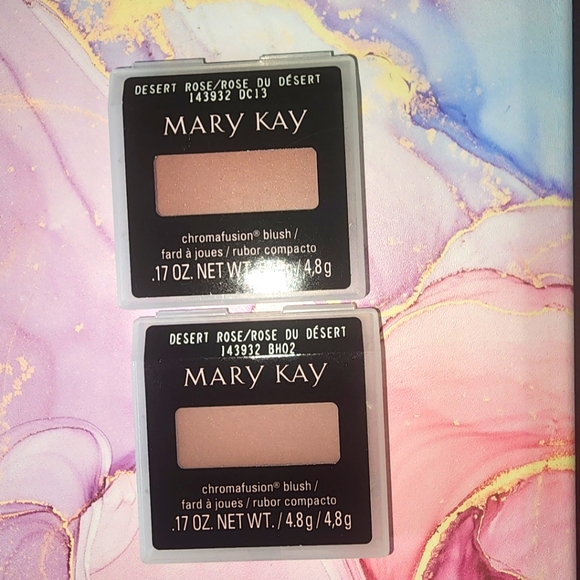 DESERT ROSE/ROSE DU DÉSERT
143932 DC13
MARY KAY
chromafusion® blush /
fard à joues / rubor compacto
.17 OZ. NET WT. / 4,8g
DESERT ROSE/ROSE DU DÉSERT
143932 BH02
MARY KAY
chromafusion® blush /
fard à joues / rubor compacto
.17 OZ. NET WT. / 4.8g / 4,8g